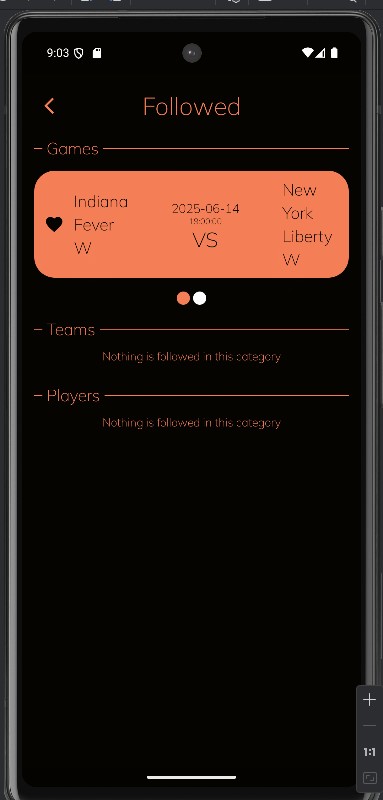 9:03
Followed
Games
Indiana
Fever
W
2025-06-14
19:00:00
VS
New
York
Liberty
W
Teams
Nothing is followed in this category
Players
Nothing is followed in this category
1:1